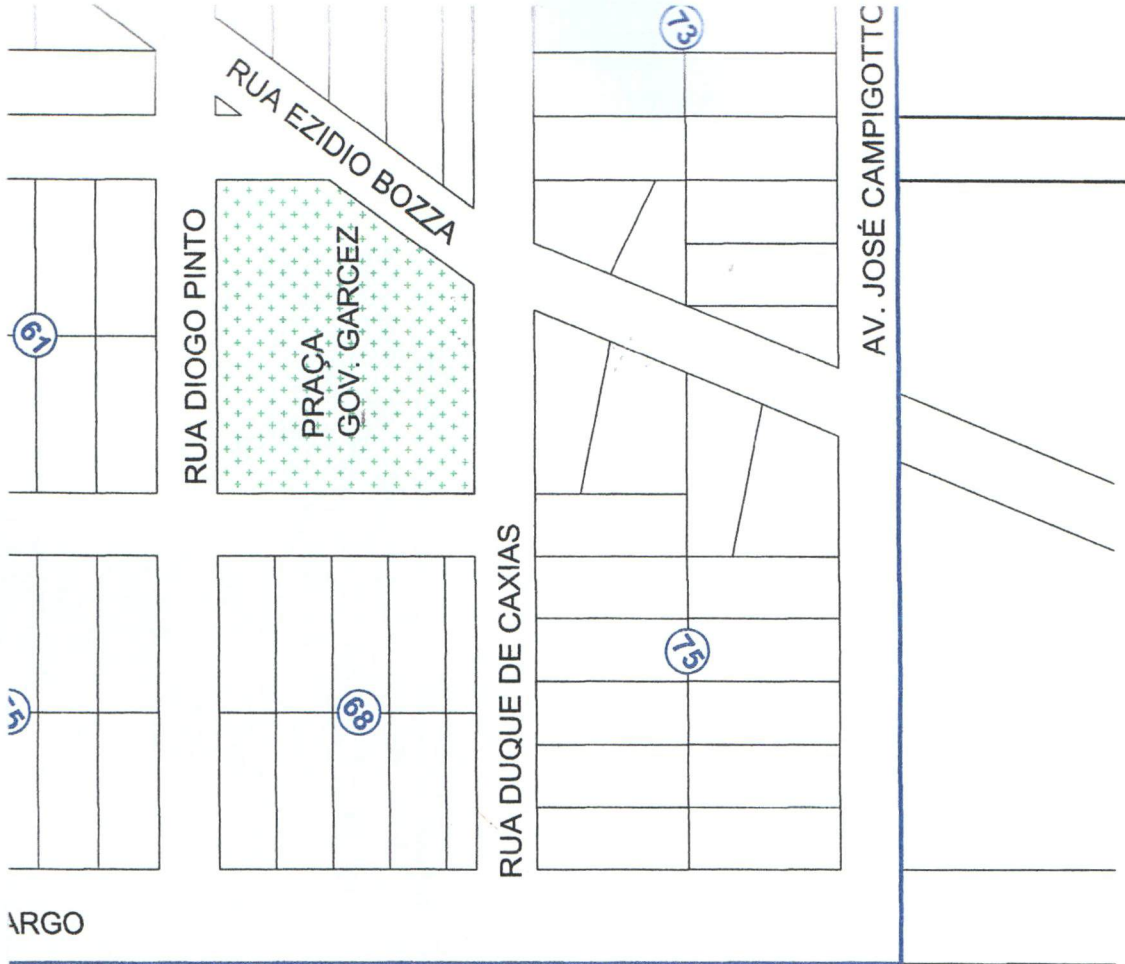 73
AV. JOSÉ CAMPIGOTTO
RUA EZIDIO BOZZA
RUA DIOGO PINTO
PRAÇA
GOV. GARCEZ
61
RUA DUQUE DE CAXIAS
75
68
ARGO